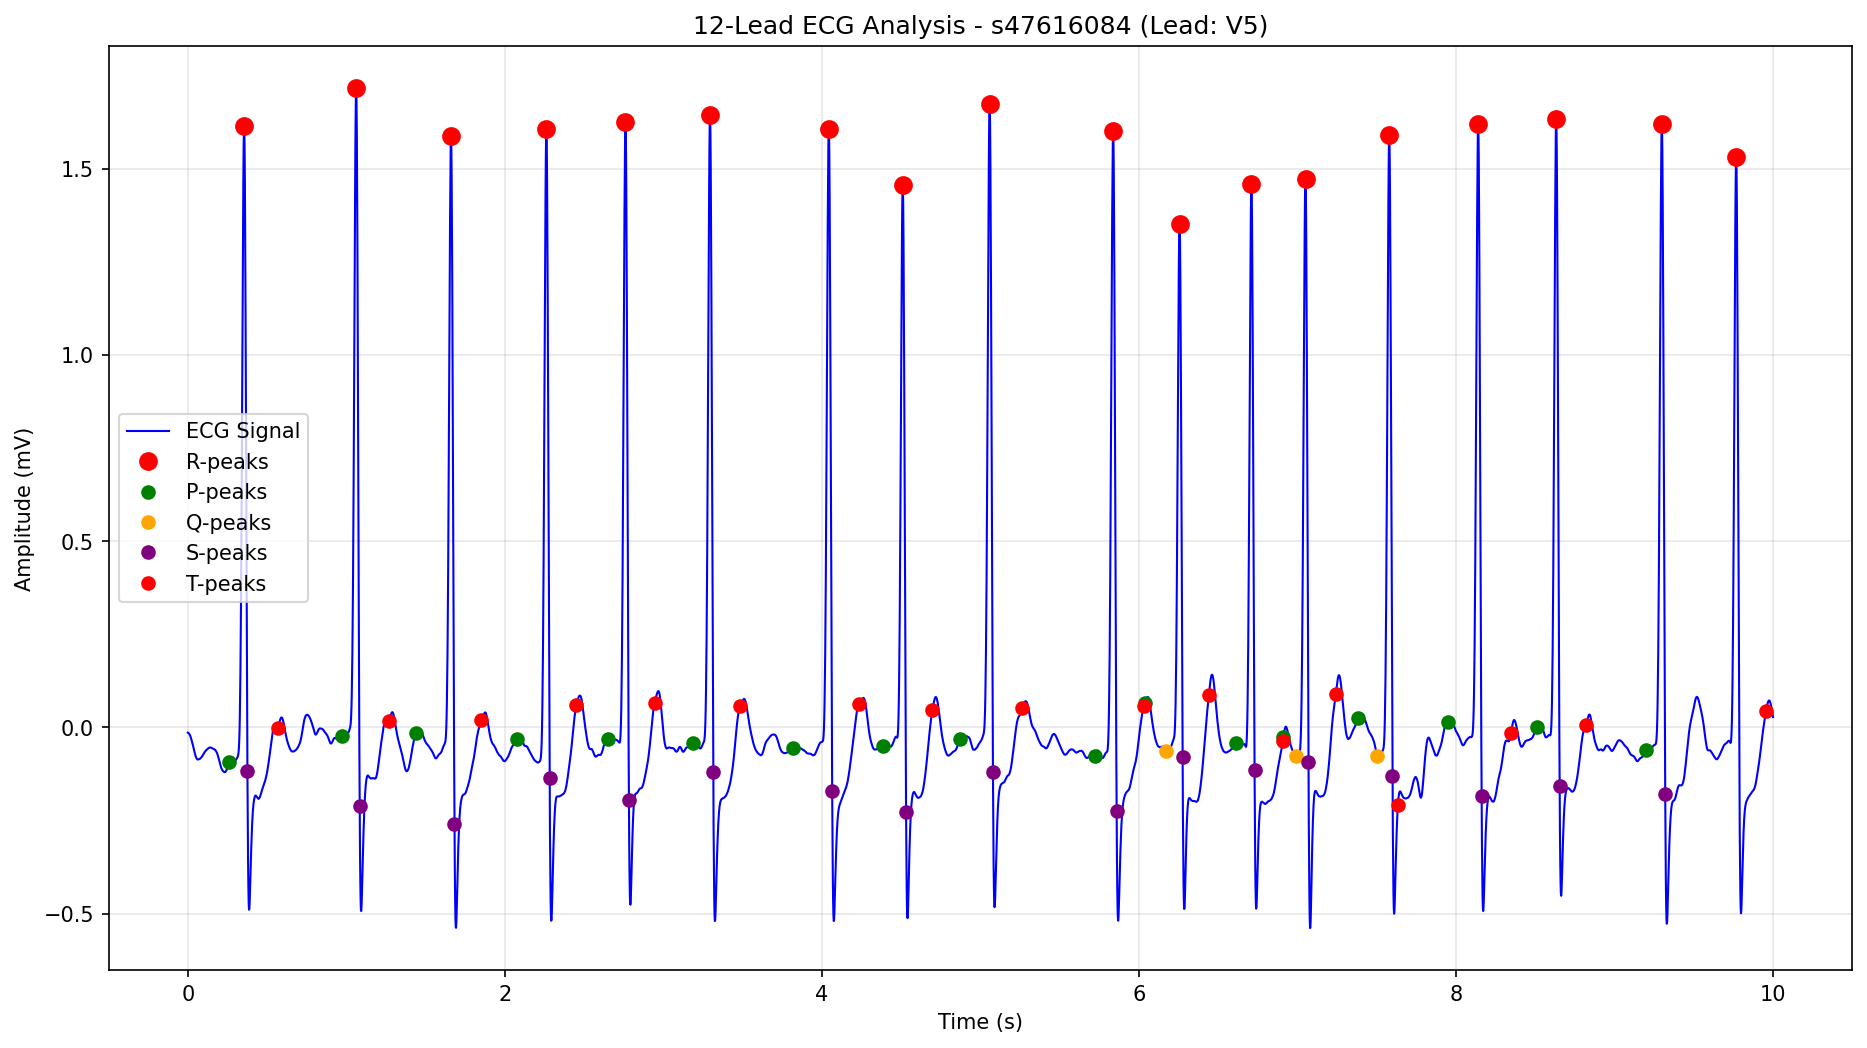 12-Lead ECG Analysis - s47616084 (Lead: V5)
Amplitude (mV)
1.5
1.0
0.5
0.0
−0.5
ECG Signal
R-peaks
P-peaks
Q-peaks
S-peaks
T-peaks
0 2 4 6 8 10
Time (s)